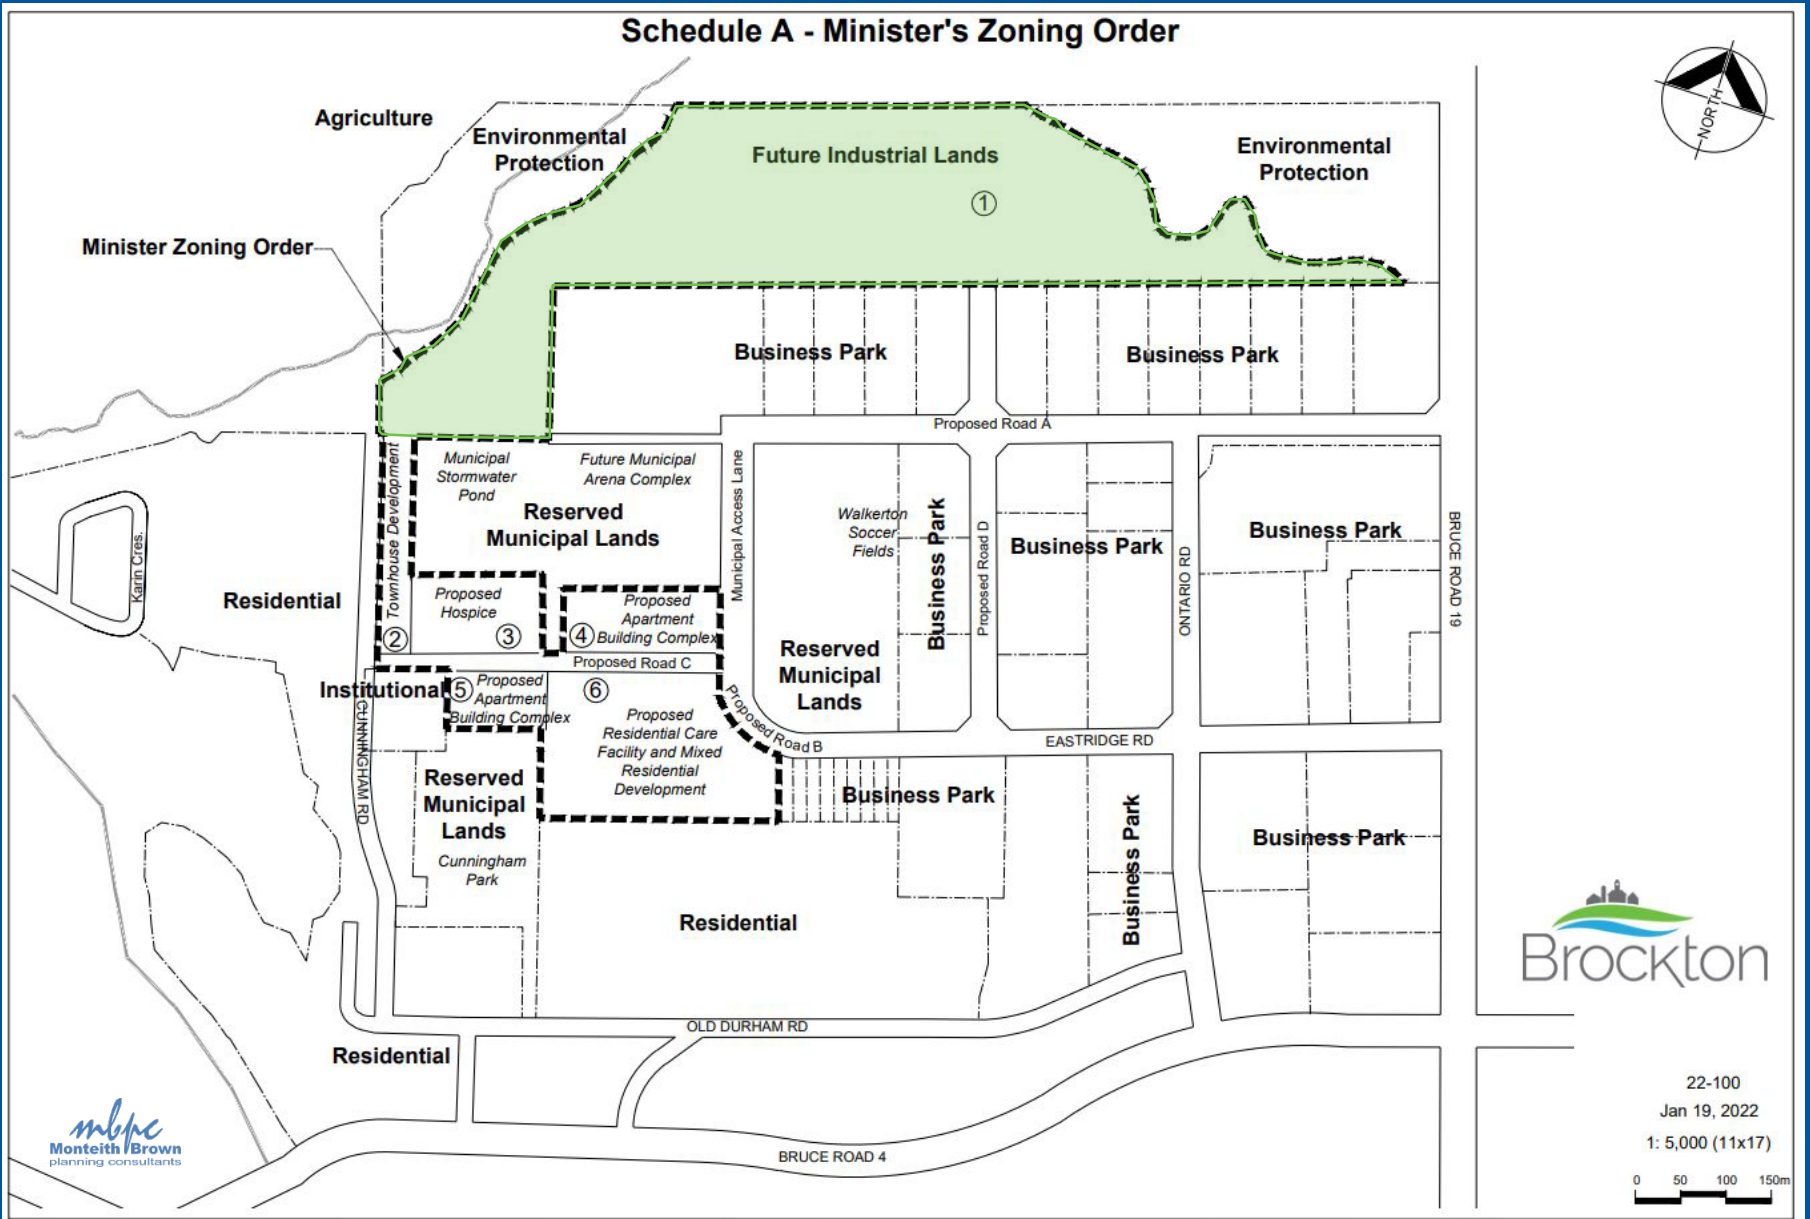 Schedule A - Minister's Zoning Order
NORTH
Agriculture
Environmental
Protection
Future Industrial Lands
1
Environmental
Protection
Minister Zoning Order
Business Park
Business Park
Proposed Road A
Townhouse Development
Municipal
Stormwater
Pond
Future Municipal
Arena Complex
Reserved
Municipal Lands
Municipal Access Lane
Walkerton
Soccer
Fields
Business Park
Proposed Road D
Business Park
ONTARIO RD
Business Park
BRUCE ROAD 19
Karin Cres.
Residential
Proposed
Hospice
2
3
4
Proposed
Apartment
Building Complex
Proposed Road C
Reserved
Municipal
Lands
Institutional
5
Proposed
Apartment
Building Complex
6
Proposed
Residential Care
Facility and Mixed
Residential
Development
Proposed Road B
EASTRIDGE RD
CUNNINGHAM RD
Reserved
Municipal
Lands
Cunningham
Park
Business Park
Business Park
Business Park
Residential
Brockton
OLD DURHAM RD
Residential
BRUCE ROAD 4
mbpc
Monteith Brown
planning consultants
22-100
Jan 19, 2022
1: 5,000 (11x17)
0 50 100 150m